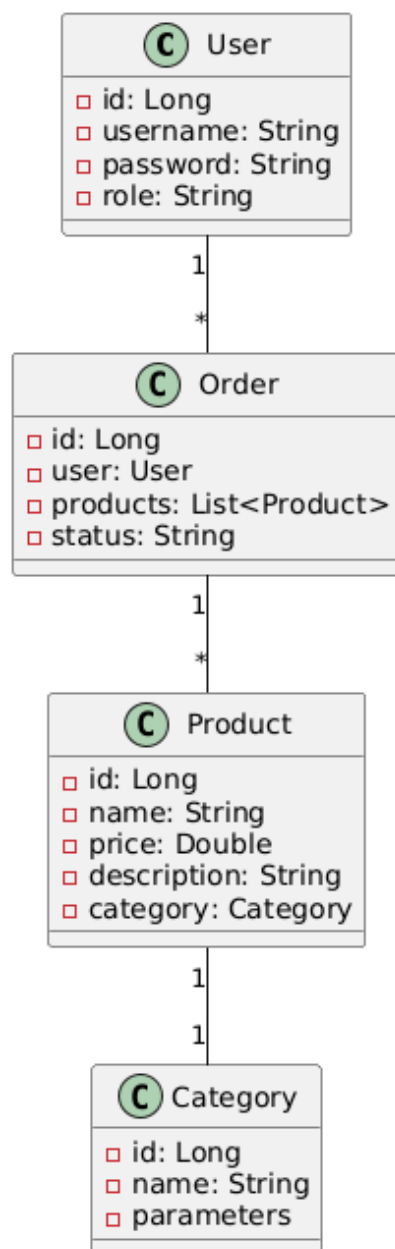 C User
id: Long
username: String
password: String
role: String
1
*
C Order
id: Long
user: User
products: List<Product>
status: String
1
*
C Product
id: Long
name: String
price: Double
description: String
category: Category
1
1
C Category
id: Long
name: String
parameters